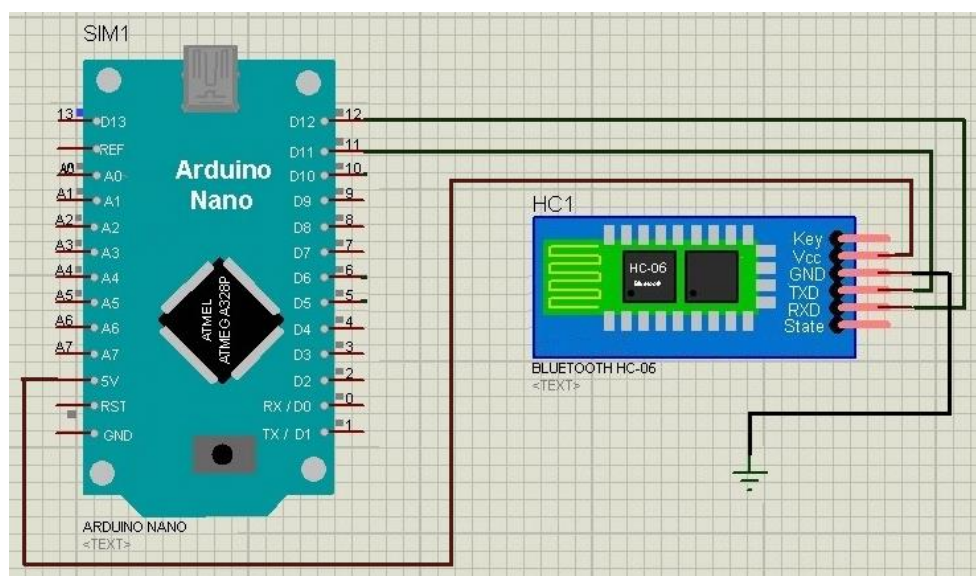 SIM1
13
D13
REF
A0
A0
A1
A1
A2
A2
A3
A3
A4
A4
A5
A5
A6
A6
A7
A7
5V
RST
GND
Arduino
Nano
ATMEL
ATMEGA328P
D12
12
D11
11
D10
10
D9
9
D8
8
D7
7
D6
6
D5
5
D4
4
D3
3
D2
2
RX / D0
0
TX / D1
1
ARDUINO NANO
<TEXT>
HC1
HC-06
Bluetooth
Key
Vcc
GND
TXD
RXD
State
BLUETOOTH HC-06
<TEXT>